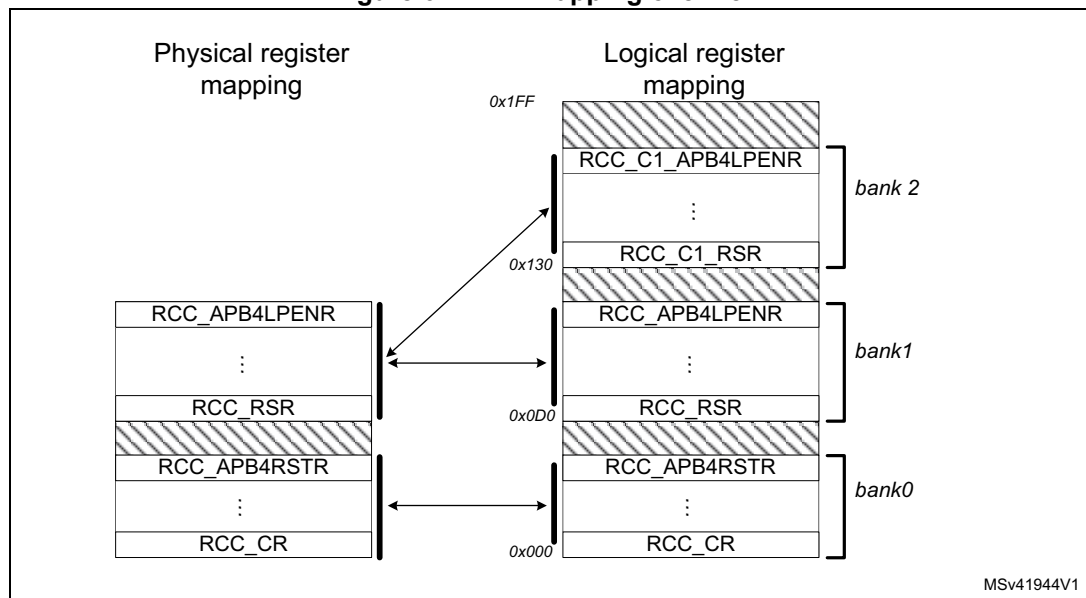 Physical register
mapping
Logical register
mapping
0x1FF
RCC_C1_APB4LPENR
⋮
bank 2
RCC_C1_RSR
0x130
RCC_APB4LPENR
RCC_APB4LPENR
⋮
⋮
bank1
RCC_RSR
RCC_RSR
0x0D0
RCC_APB4RSTR
RCC_APB4RSTR
⋮
⋮
bank0
RCC_CR
RCC_CR
0x000
MSv41944V1